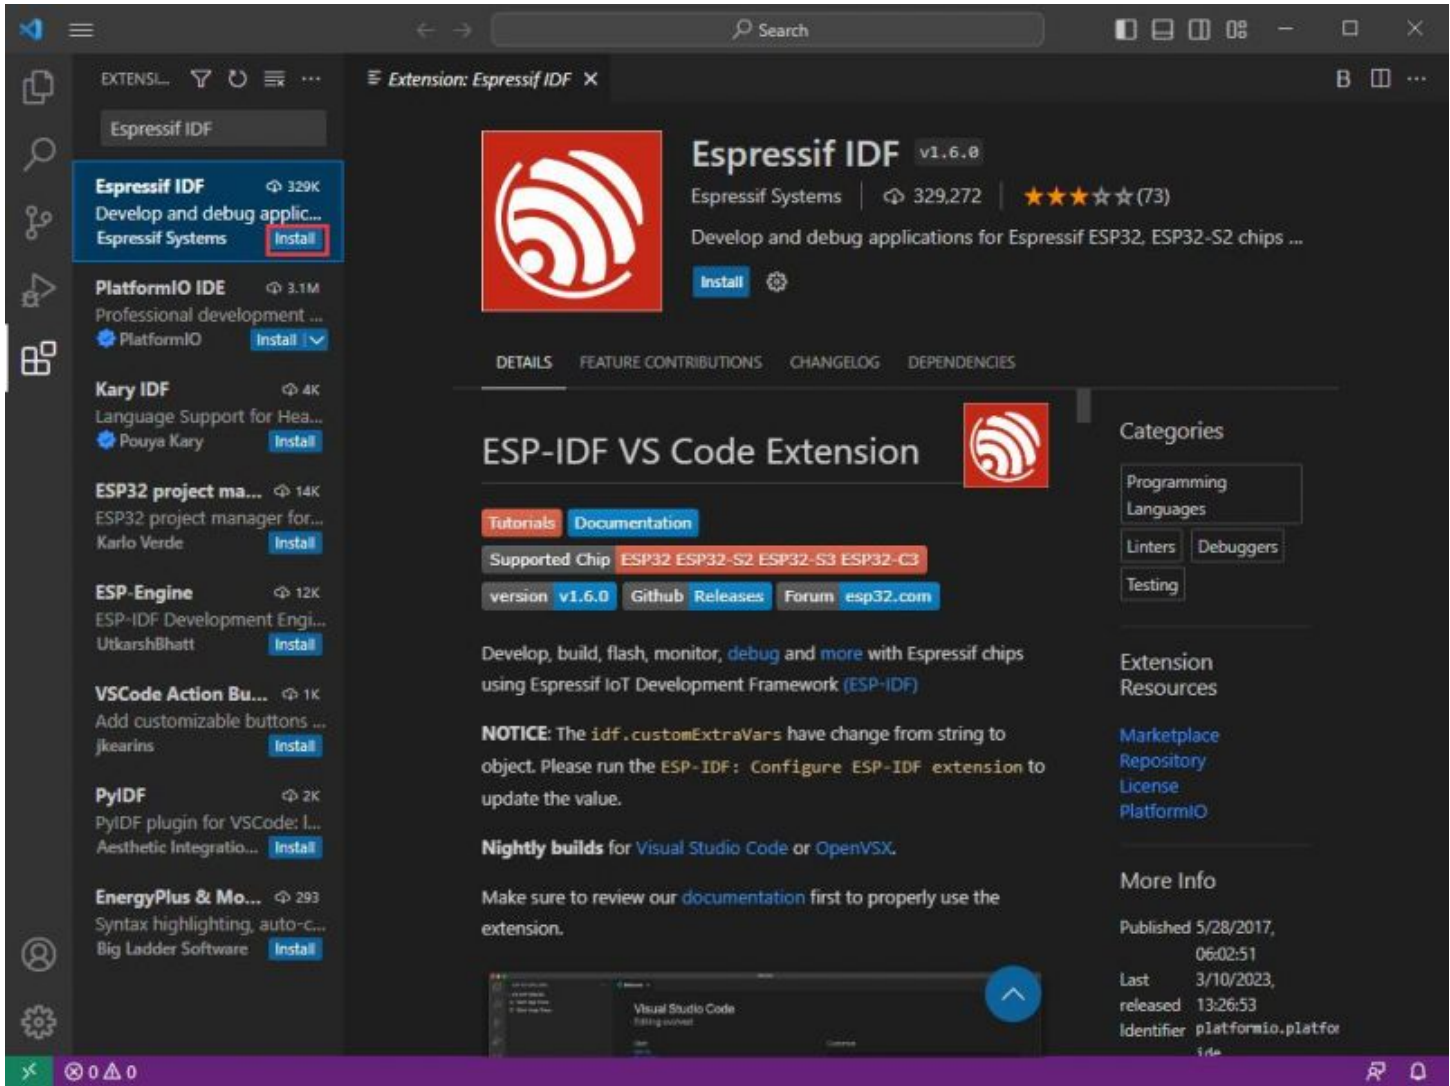 Search
EXTENSI...
Extension: Espressif IDF
Espressif IDF
Espressif IDF 329K
Develop and debug applic...
Espressif Systems Install
PlatformIO IDE 3.1M
Professional development ...
PlatformIO Install
Kary IDF 4K
Language Support for Hea...
Pouya Kary Install
ESP32 project ma... 14K
ESP32 project manager for...
Karlo Verde Install
ESP-Engine 12K
ESP-IDF Development Engi...
UtkarshBhatt Install
VSCode Action Bu... 1K
Add customizable buttons ...
jkearins Install
PyIDF 2K
PyIDF plugin for VSCode: l...
Aesthetic Integratio... Install
EnergyPlus & Mo... 293
Syntax highlighting, auto-c...
Big Ladder Software Install
Espressif IDF v1.6.0
Espressif Systems 329,272 ★★★☆☆(73)
Develop and debug applications for Espressif ESP32, ESP32-S2 chips ...
Install
DETAILS FEATURE CONTRIBUTIONS CHANGELOG DEPENDENCIES
ESP-IDF VS Code Extension
Tutorials Documentation
Supported Chip ESP32 ESP32-S2 ESP32-S3 ESP32-C3
version v1.6.0 Github Releases Forum esp32.com
Develop, build, flash, monitor, debug and more with Espressif chips
using Espressif IoT Development Framework (ESP-IDF)
NOTICE: The idf.customExtraVars have change from string to
object. Please run the ESP-IDF: Configure ESP-IDF extension to
update the value.
Nightly builds for Visual Studio Code or OpenVSX.
Make sure to review our documentation first to properly use the
extension.
Visual Studio Code
Editing evolved
Categories
Programming
Languages
Linters Debuggers
Testing
Extension
Resources
Marketplace
Repository
License
PlatformIO
More Info
Published 5/28/2017,
06:02:51
Last 3/10/2023,
released 13:26:53
Identifier platformio.platfor
ide
0 0